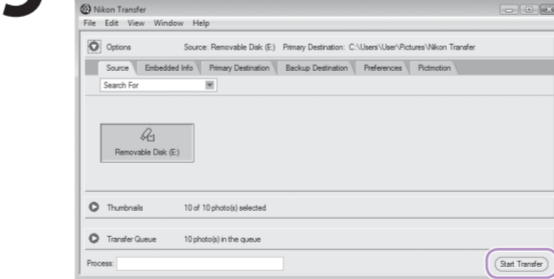 Nikon Transfer
File Edit View Window Help
Options Source: Removable Disk (E:) Primary Destination: C:\Users\User\Pictures\Nikon Transfer
Source Embedded Info Primary Destination Backup Destination Preferences Pictmotion
Search For
Removable Disk (E:)
Thumbnails 10 of 10 photo(s) selected
Transfer Queue 10 photo(s) in the queue
Process: Start Transfer